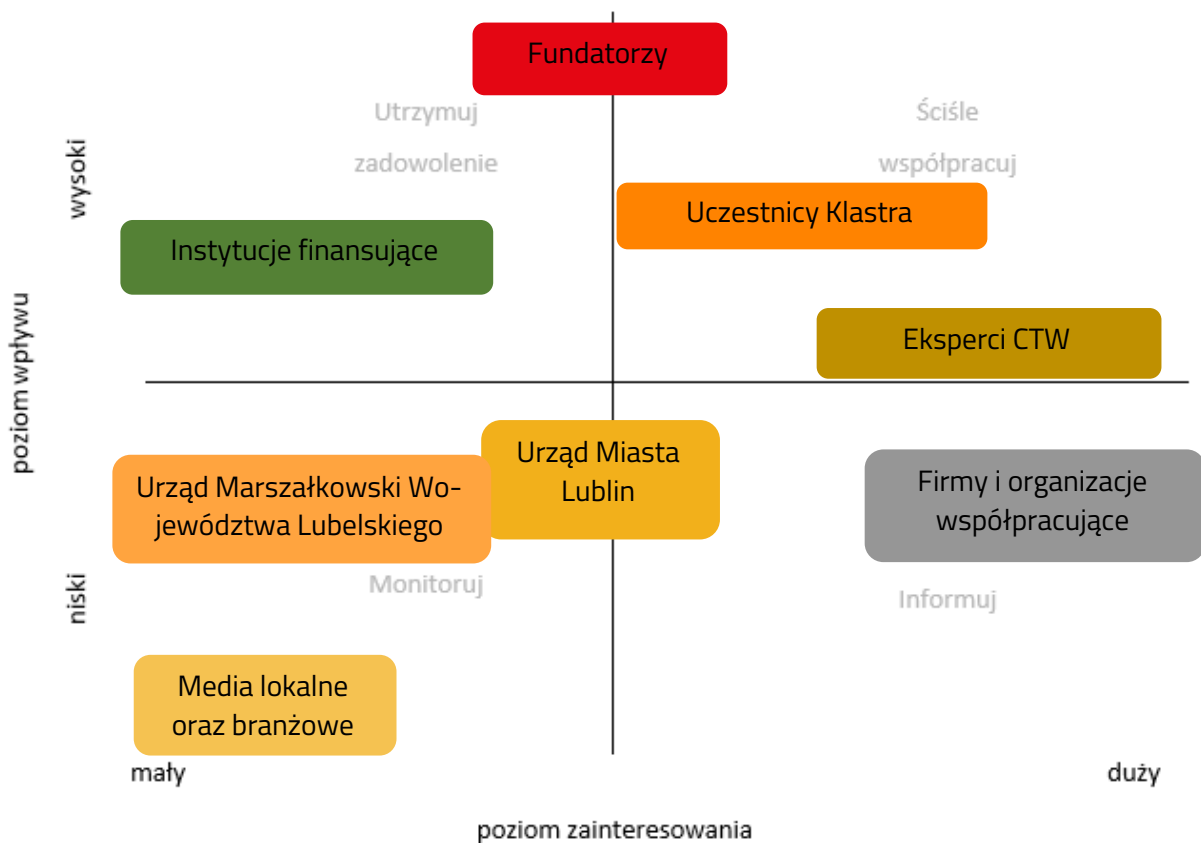 Fundatorzy
Utrzymuj
zadowolenie
Ściśle
współpracuj
wysoki
Uczestnicy Klastra
Instytucje finansujące
Eksperci CTW
poziom wpływu
Urząd Miasta
Lublin
Urząd Marszałkowski Wo-
jewództwa Lubelskiego
Firmy i organizacje
współpracujące
niski
Monitoruj
Informuj
Media lokalne
oraz branżowe
mały
duży
poziom zainteresowania